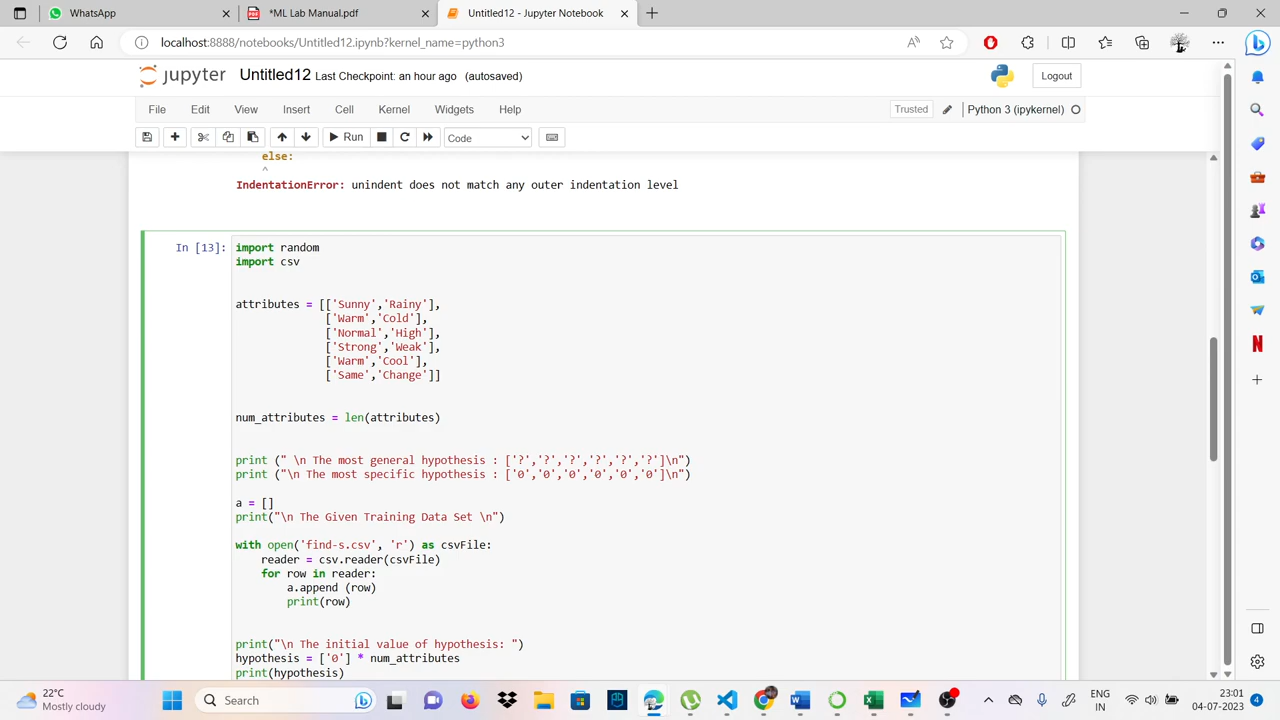 WhatsApp
*ML Lab Manual.pdf
Untitled12 - Jupyter Notebook
localhost:8888/notebooks/Untitled12.ipynb?kernel_name=python3
jupyter Untitled12 Last Checkpoint: an hour ago (autosaved)
Logout
File Edit View Insert Cell Kernel Widgets Help
Trusted Python 3 (ipykernel)
Run Code
else:
^
IndentationError: unindent does not match any outer indentation level
In [13]:
import random
import csv
attributes = [['Sunny','Rainy'],
['Warm','Cold'],
['Normal','High'],
['Strong','Weak'],
['Warm','Cool'],
['Same','Change']]
num_attributes = len(attributes)
print (" \n The most general hypothesis : ['?','?','?','?','?','?']\n")
print ("\n The most specific hypothesis : ['0','0','0','0','0','0']\n")
a = []
print("\n The Given Training Data Set \n")
with open('find-s.csv', 'r') as csvFile:
reader = csv.reader(csvFile)
for row in reader:
a.append (row)
print(row)
print("\n The initial value of hypothesis: ")
hypothesis = ['0'] * num_attributes
print(hypothesis)
22°C
Mostly cloudy
Search
ENG
IN
23:01
04-07-2023
4